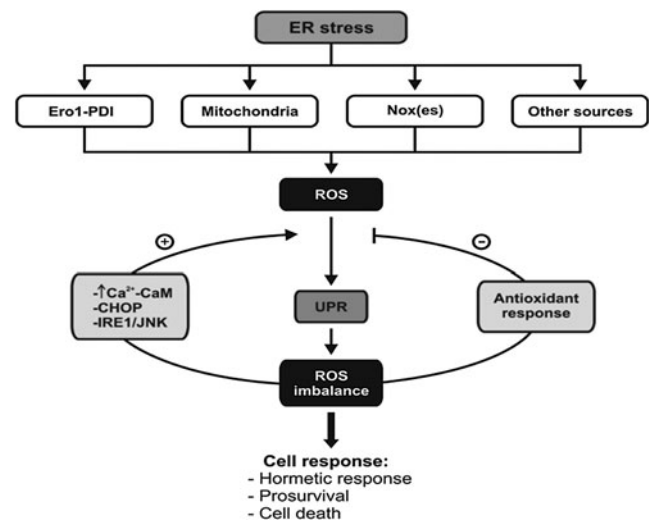 ER stress
Ero1-PDI
Mitochondria
Nox(es)
Other sources
ROS
+
−
-↑Ca²⁺-CaM
-CHOP
-IRE1/JNK
UPR
Antioxidant
response
ROS
imbalance
Cell response:
- Hormetic response
- Prosurvival
- Cell death